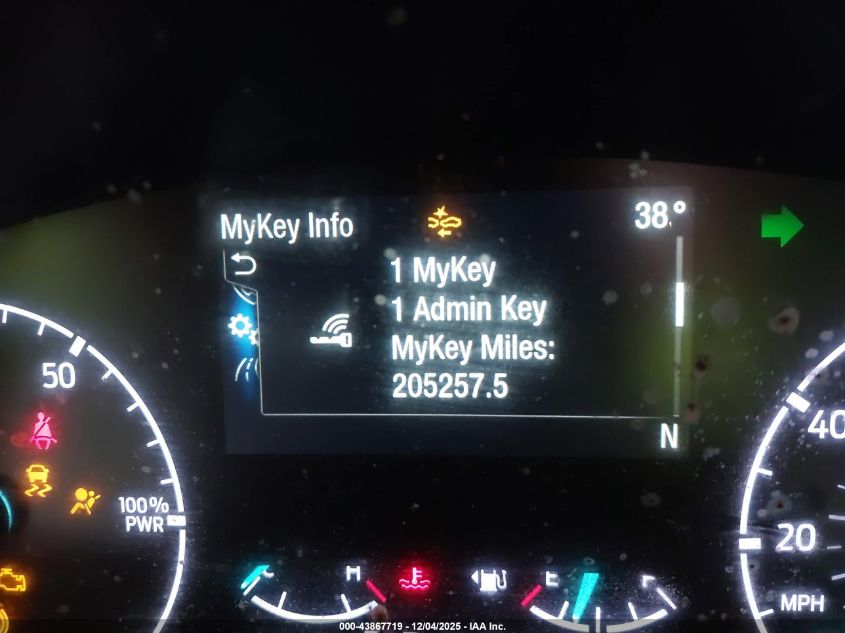 MyKey Info
38°
1 MyKey
1 Admin Key
MyKey Miles:
205257.5
N
50
100%
PWR
H
E
F
40
20
MPH
000-43867719 - 12/04/2025 - IAA Inc.